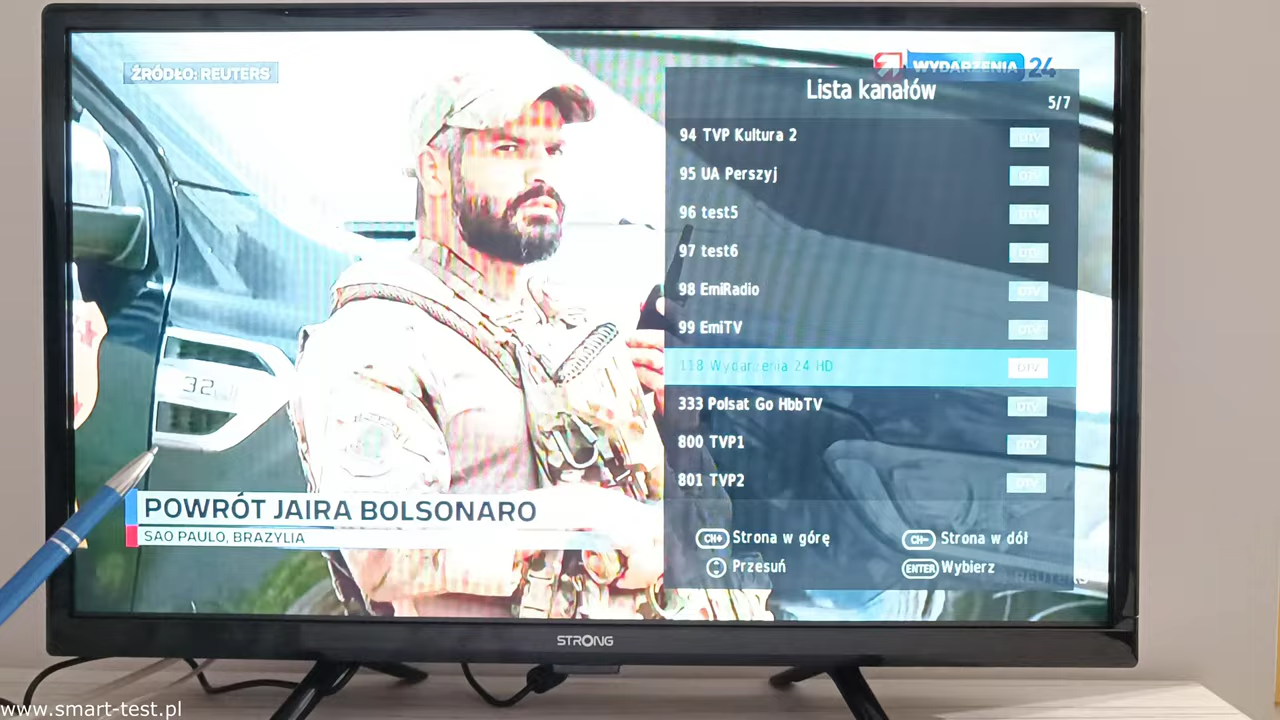 ŹRÓDŁO: REUTERS
WYDARZENIA 24
Lista kanałów
5/7
94 TVP Kultura 2 DTV
95 UA Perszyj DTV
96 test5 DTV
97 test6 DTV
98 EmiRadio DTV
99 EmiTV DTV
118 Wydarzenia 24 HD DTV
333 Polsat Go HbbTV DTV
800 TVP1 DTV
801 TVP2 DTV
CH+ Strona w górę CH- Strona w dół
Przesuń ENTER Wybierz
REUTERS
32
POWRÓT JAIRA BOLSONARO
SAO PAULO, BRAZYLIA
STRONG
www.smart-test.pl